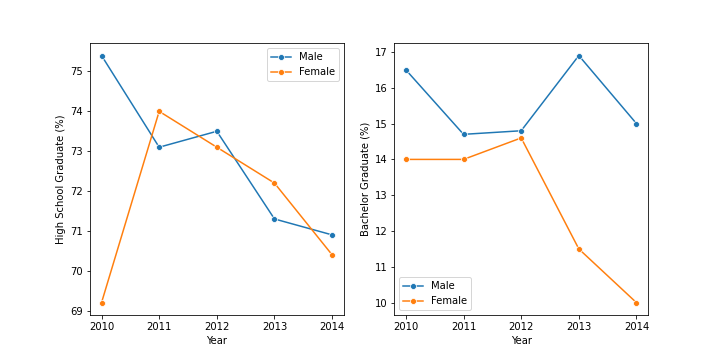 High School Graduate (%)
75
74
73
72
71
70
69
2010 2011 2012 2013 2014
Year
Male
Female
Bachelor Graduate (%)
17
16
15
14
13
12
11
10
2010 2011 2012 2013 2014
Year
Male
Female